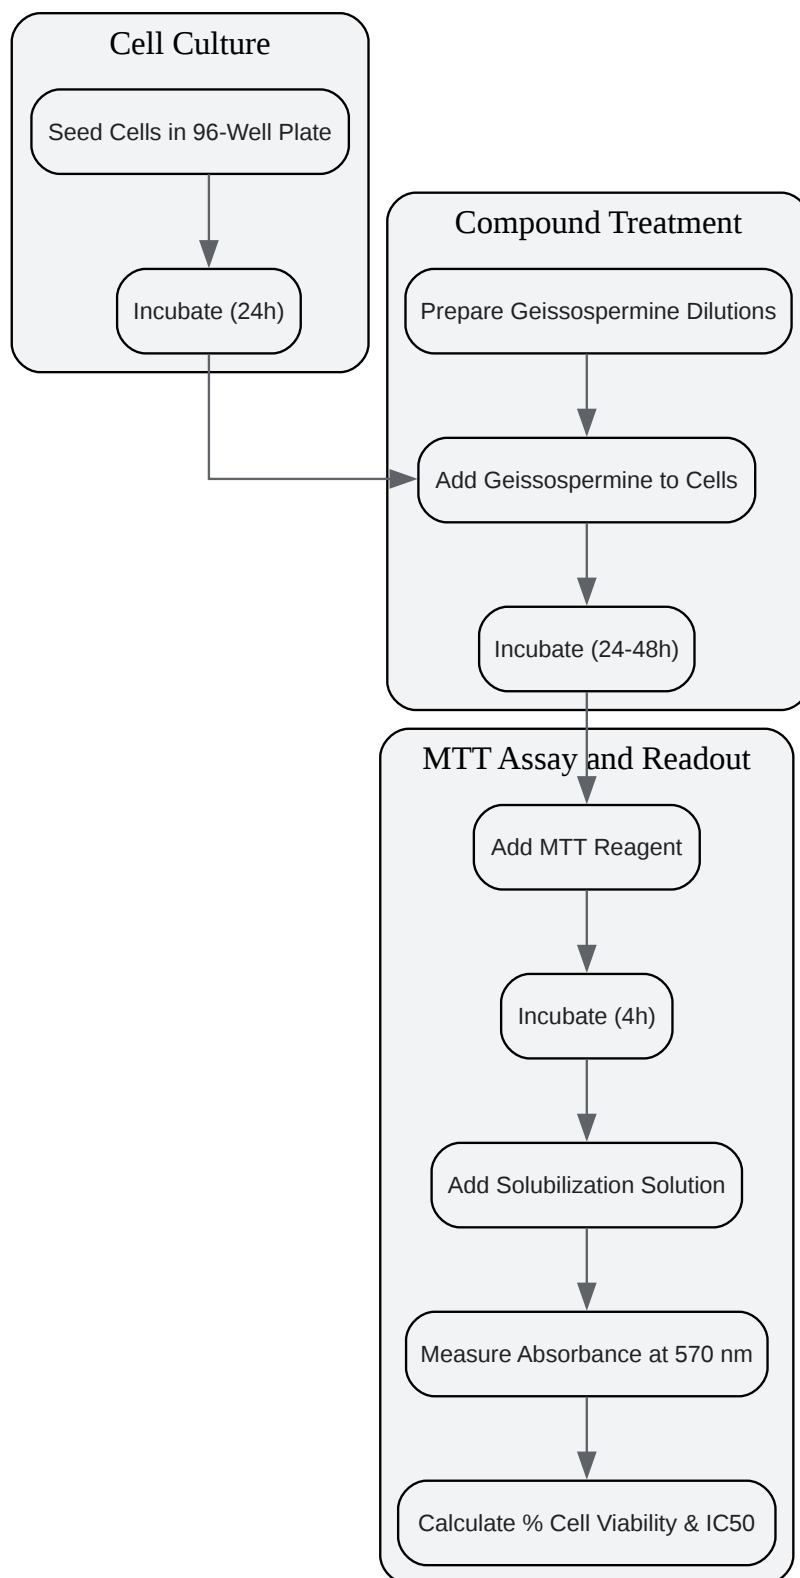 Cell Culture
Seed Cells in 96-Well Plate
Incubate (24h)
Compound Treatment
Prepare Geissospermine Dilutions
Add Geissospermine to Cells
Incubate (24-48h)
MTT Assay and Readout
Add MTT Reagent
Incubate (4h)
Add Solubilization Solution
Measure Absorbance at 570 nm
Calculate % Cell Viability & IC50